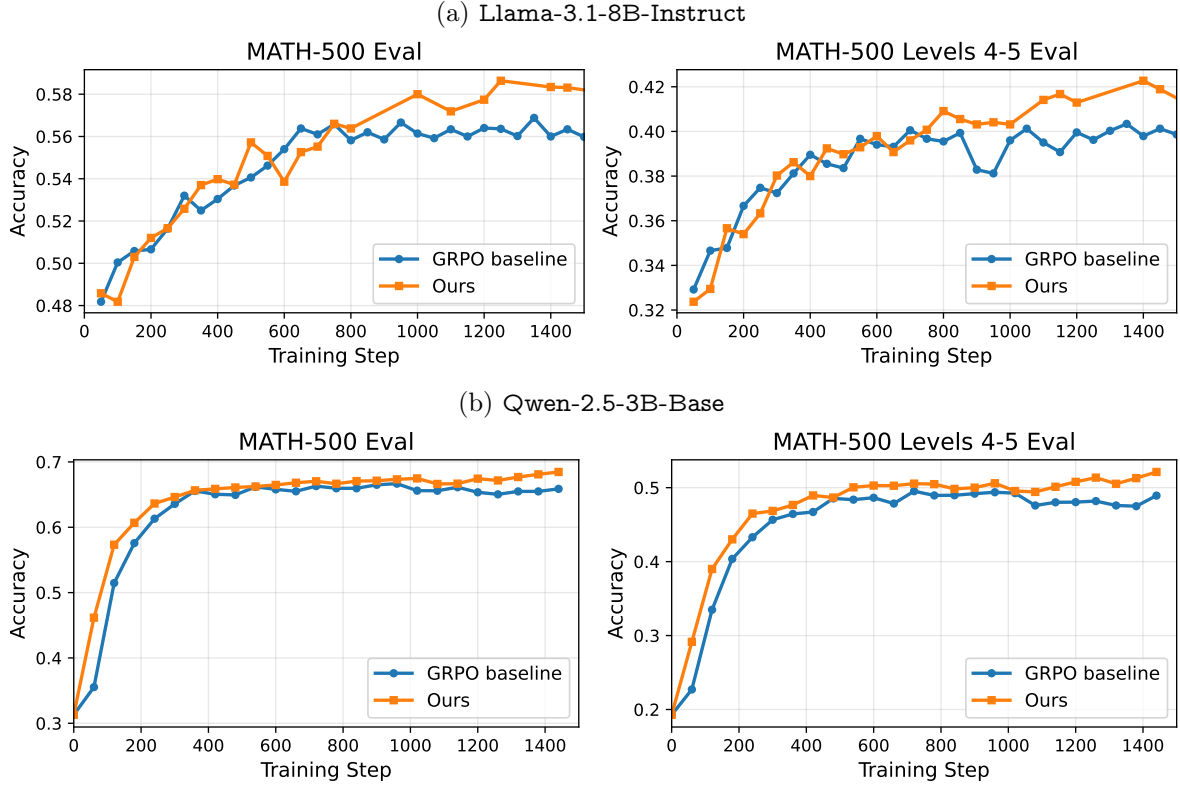 (a) Llama-3.1-8B-Instruct
MATH-500 Eval
Accuracy
0.58
0.56
0.54
0.52
0.50
0.48
0 200 400 600 800 1000 1200 1400
Training Step
GRPO baseline
Ours
MATH-500 Levels 4-5 Eval
Accuracy
0.42
0.40
0.38
0.36
0.34
0.32
0 200 400 600 800 1000 1200 1400
Training Step
GRPO baseline
Ours
(b) Qwen-2.5-3B-Base
MATH-500 Eval
Accuracy
0.7
0.6
0.5
0.4
0.3
0 200 400 600 800 1000 1200 1400
Training Step
GRPO baseline
Ours
MATH-500 Levels 4-5 Eval
Accuracy
0.5
0.4
0.3
0.2
0 200 400 600 800 1000 1200 1400
Training Step
GRPO baseline
Ours